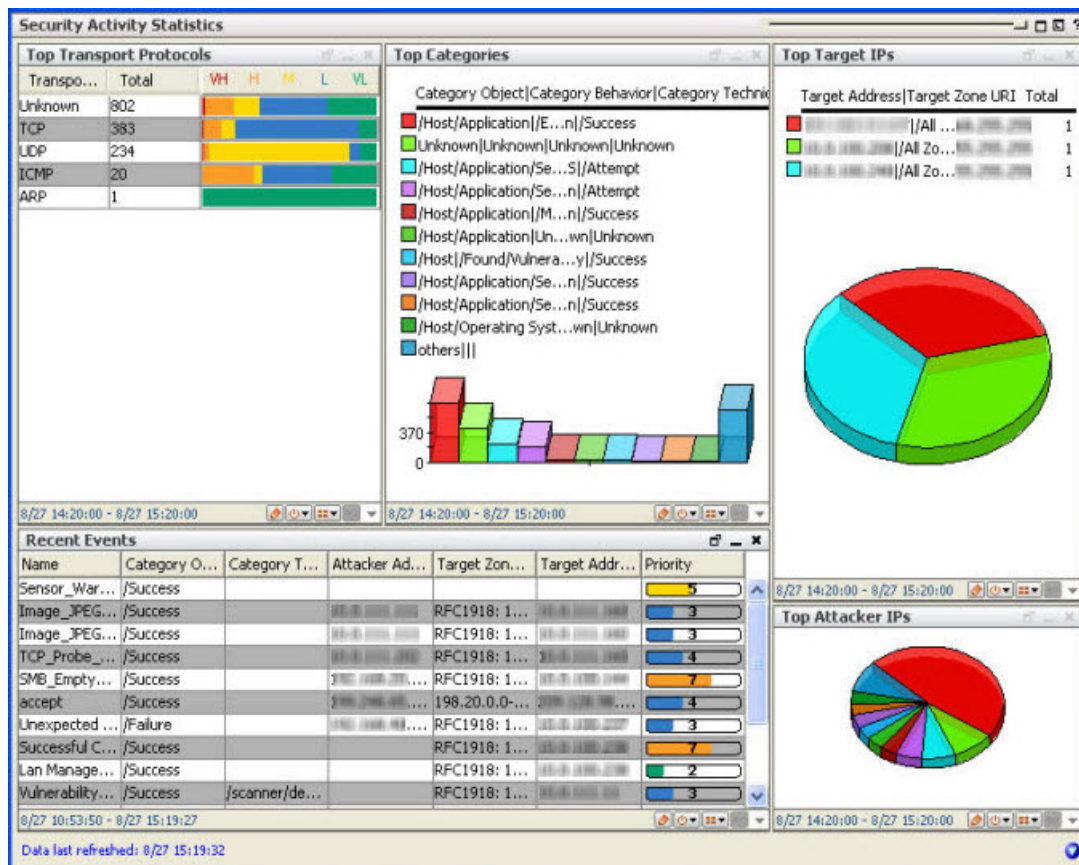 Security Activity Statistics
Top Transport Protocols
Transpo... Total VH H M L VL
Unknown 802
TCP 383
UDP 234
ICMP 20
ARP 1
8/27 14:20:00 - 8/27 15:20:00
Top Categories
Category Object|Category Behavior|Category Techni
/Host/Application|/E...n|/Success
Unknown|Unknown|Unknown|Unknown
/Host/Application/Se...S|/Attempt
/Host/Application/Se...n|/Attempt
/Host/Application|/M...n|/Success
/Host/Application|Un...wn|Unknown
/Host|/Found/Vulnera...y|/Success
/Host/Application/Se...n|/Success
/Host/Application/Se...n|/Success
/Host/Operating Syst...wn|Unknown
others|||
370
0
8/27 14:20:00 - 8/27 15:20:00
Top Target IPs
Target Address|Target Zone URI Total
|/All ... 1
|/All Zo... 1
|/All Zo... 1
8/27 14:20:00 - 8/27 15:20:00
Recent Events
Name Category O... Category T... Attacker Ad... Target Zon... Target Addr... Priority
Sensor_War... /Success 5
Image_JPEG... /Success RFC1918: 1... 3
Image_JPEG... /Success RFC1918: 1... 3
TCP_Probe_... /Success RFC1918: 1... 4
SMB_Empty... /Success RFC1918: 1... 7
accept /Success 198.20.0.0-... 4
Unexpected ... /Failure RFC1918: 1... 3
Successful C... /Success RFC1918: 1... 7
Lan Manage... /Success RFC1918: 1... 2
Vulnerability... /Success /scanner/de... RFC1918: 1... 3
8/27 10:53:50 - 8/27 15:19:27
Top Attacker IPs
8/27 14:20:00 - 8/27 15:20:00
Data last refreshed: 8/27 15:19:32